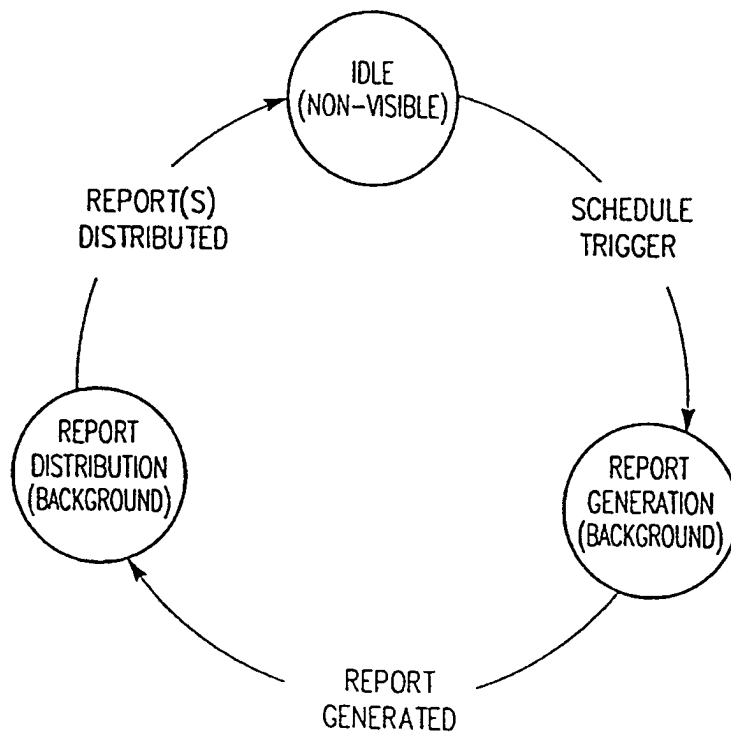 IDLE
(NON-VISIBLE)
REPORT(S)
DISTRIBUTED
SCHEDULE
TRIGGER
REPORT
DISTRIBUTION
(BACKGROUND)
REPORT
GENERATION
(BACKGROUND)
REPORT
GENERATED